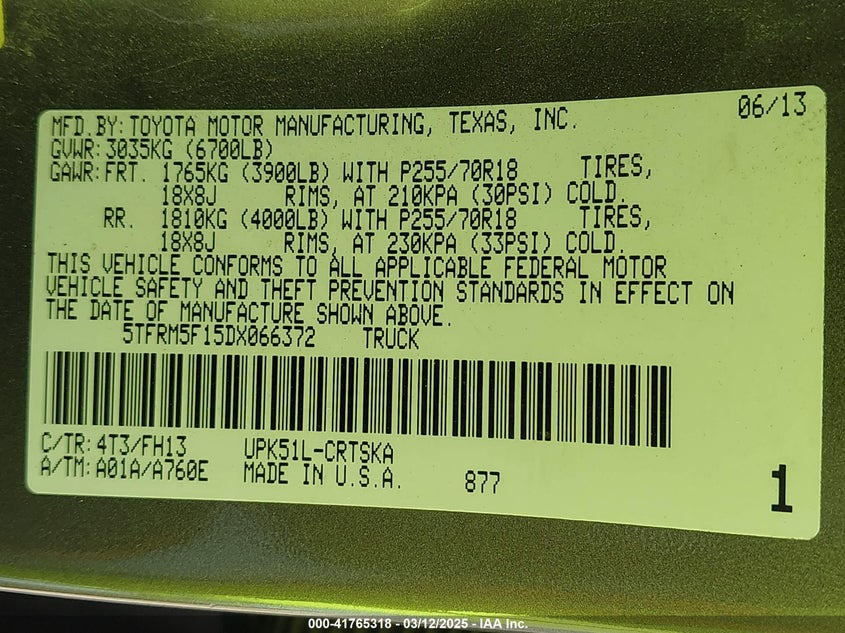 06/13
MFD.BY: TOYOTA MOTOR MANUFACTURING, TEXAS, INC.
GVWR: 3035KG (6700LB)
GAWR: FRT. 1765KG (3900LB) WITH P255/70R18 TIRES,
18X8J RIMS, AT 210KPA (30PSI) COLD.
RR. 1810KG (4000LB) WITH P255/70R18 TIRES,
18X8J RIMS, AT 230KPA (33PSI) COLD.
THIS VEHICLE CONFORMS TO ALL APPLICABLE FEDERAL MOTOR
VEHICLE SAFETY AND THEFT PREVENTION STANDARDS IN EFFECT ON
THE DATE OF MANUFACTURE SHOWN ABOVE.
5TFRM5F15DX066372 TRUCK
C/TR: 4T3/FH13 UPK51L-CRTSKA
A/TM: A01A/A760E MADE IN U.S.A. 877
1
000-41765318 - 03/12/2025 - IAA Inc.